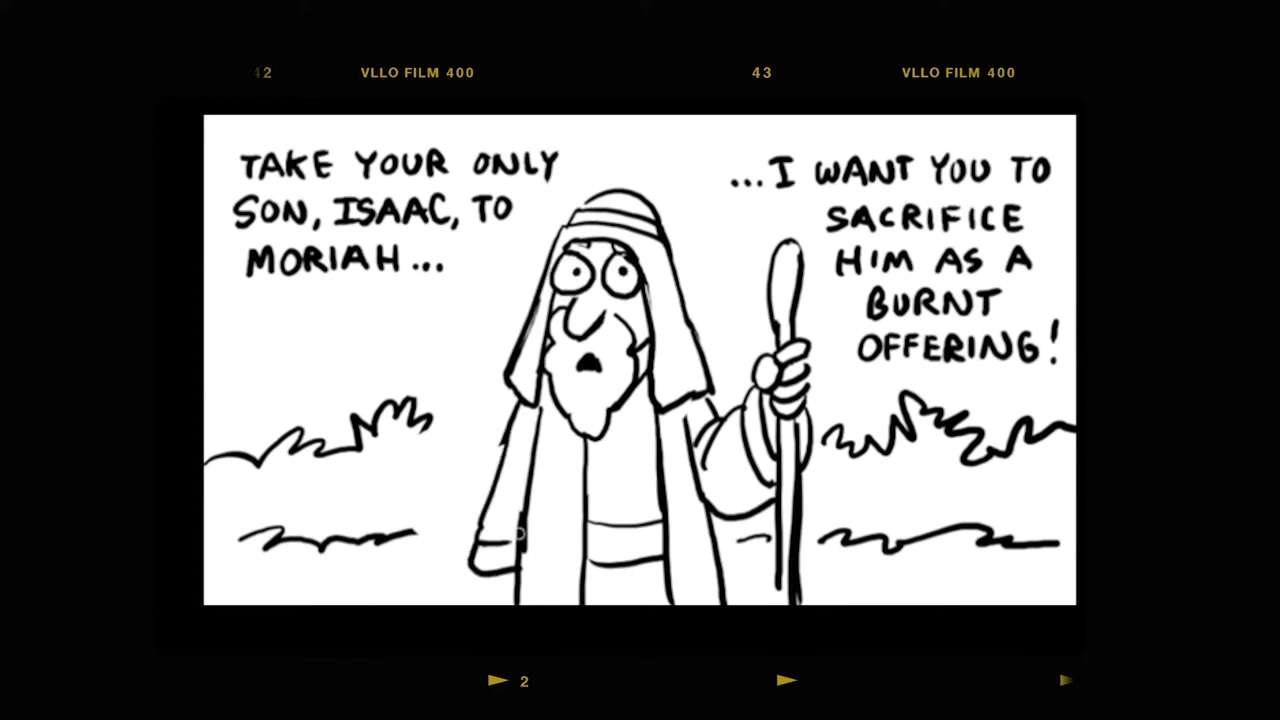 42 VLLO FILM 400 43 VLLO FILM 400
TAKE YOUR ONLY
SON, ISAAC, TO
MORIAH...
...I WANT YOU TO
SACRIFICE
HIM AS A
BURNT
OFFERING!
2